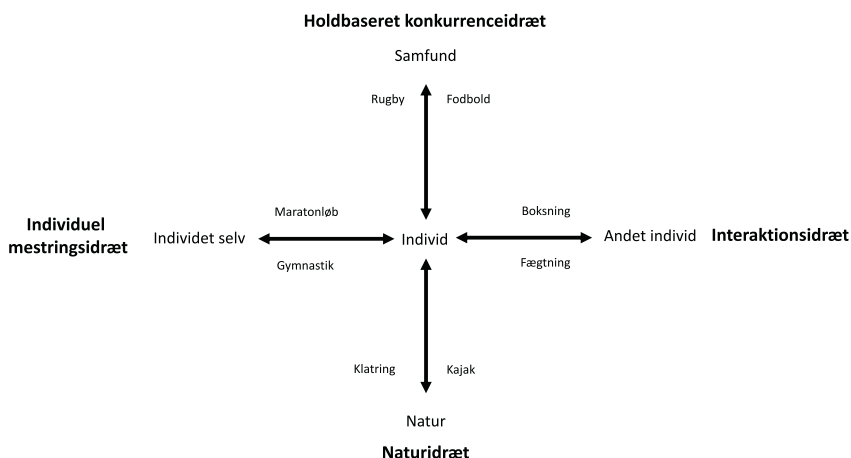 Holdbaseret konkurrenceidræt
Samfund
Rugby
Fodbold
Maratonløb
Boksning
Individuel
mestringsidræt
Individet selv
Individ
Andet individ
Interaktionsidræt
Gymnastik
Fægtning
Klatring
Kajak
Natur
Naturidræt